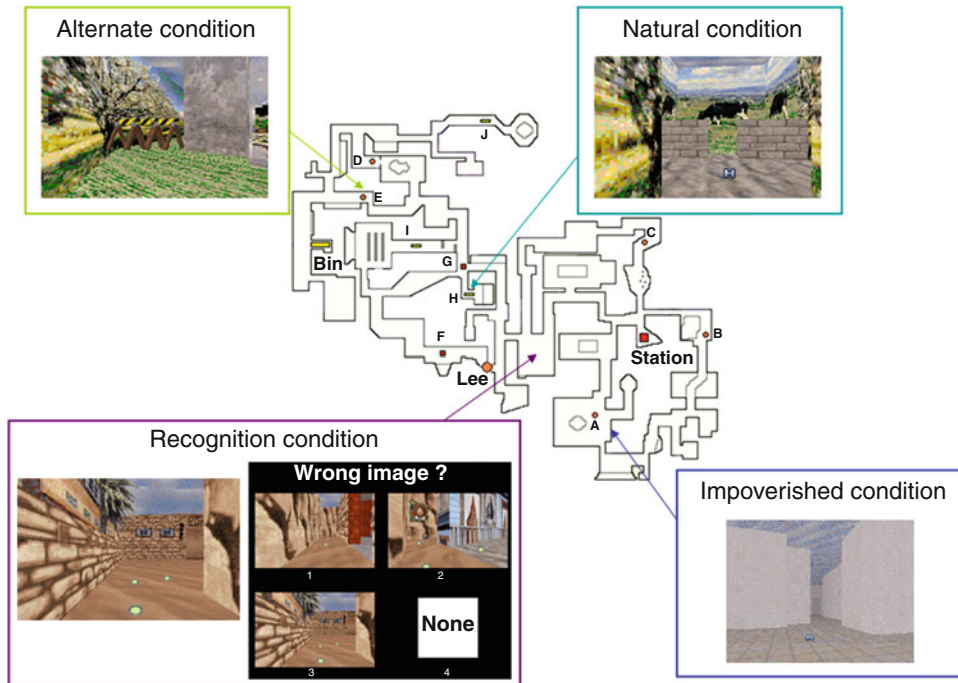 Alternate condition
Natural condition
J
D
E
C
I
Bin
G
H
B
F
Station
Lee
A
Recognition condition
Wrong image ?
1
2
None
3
4
Impoverished condition